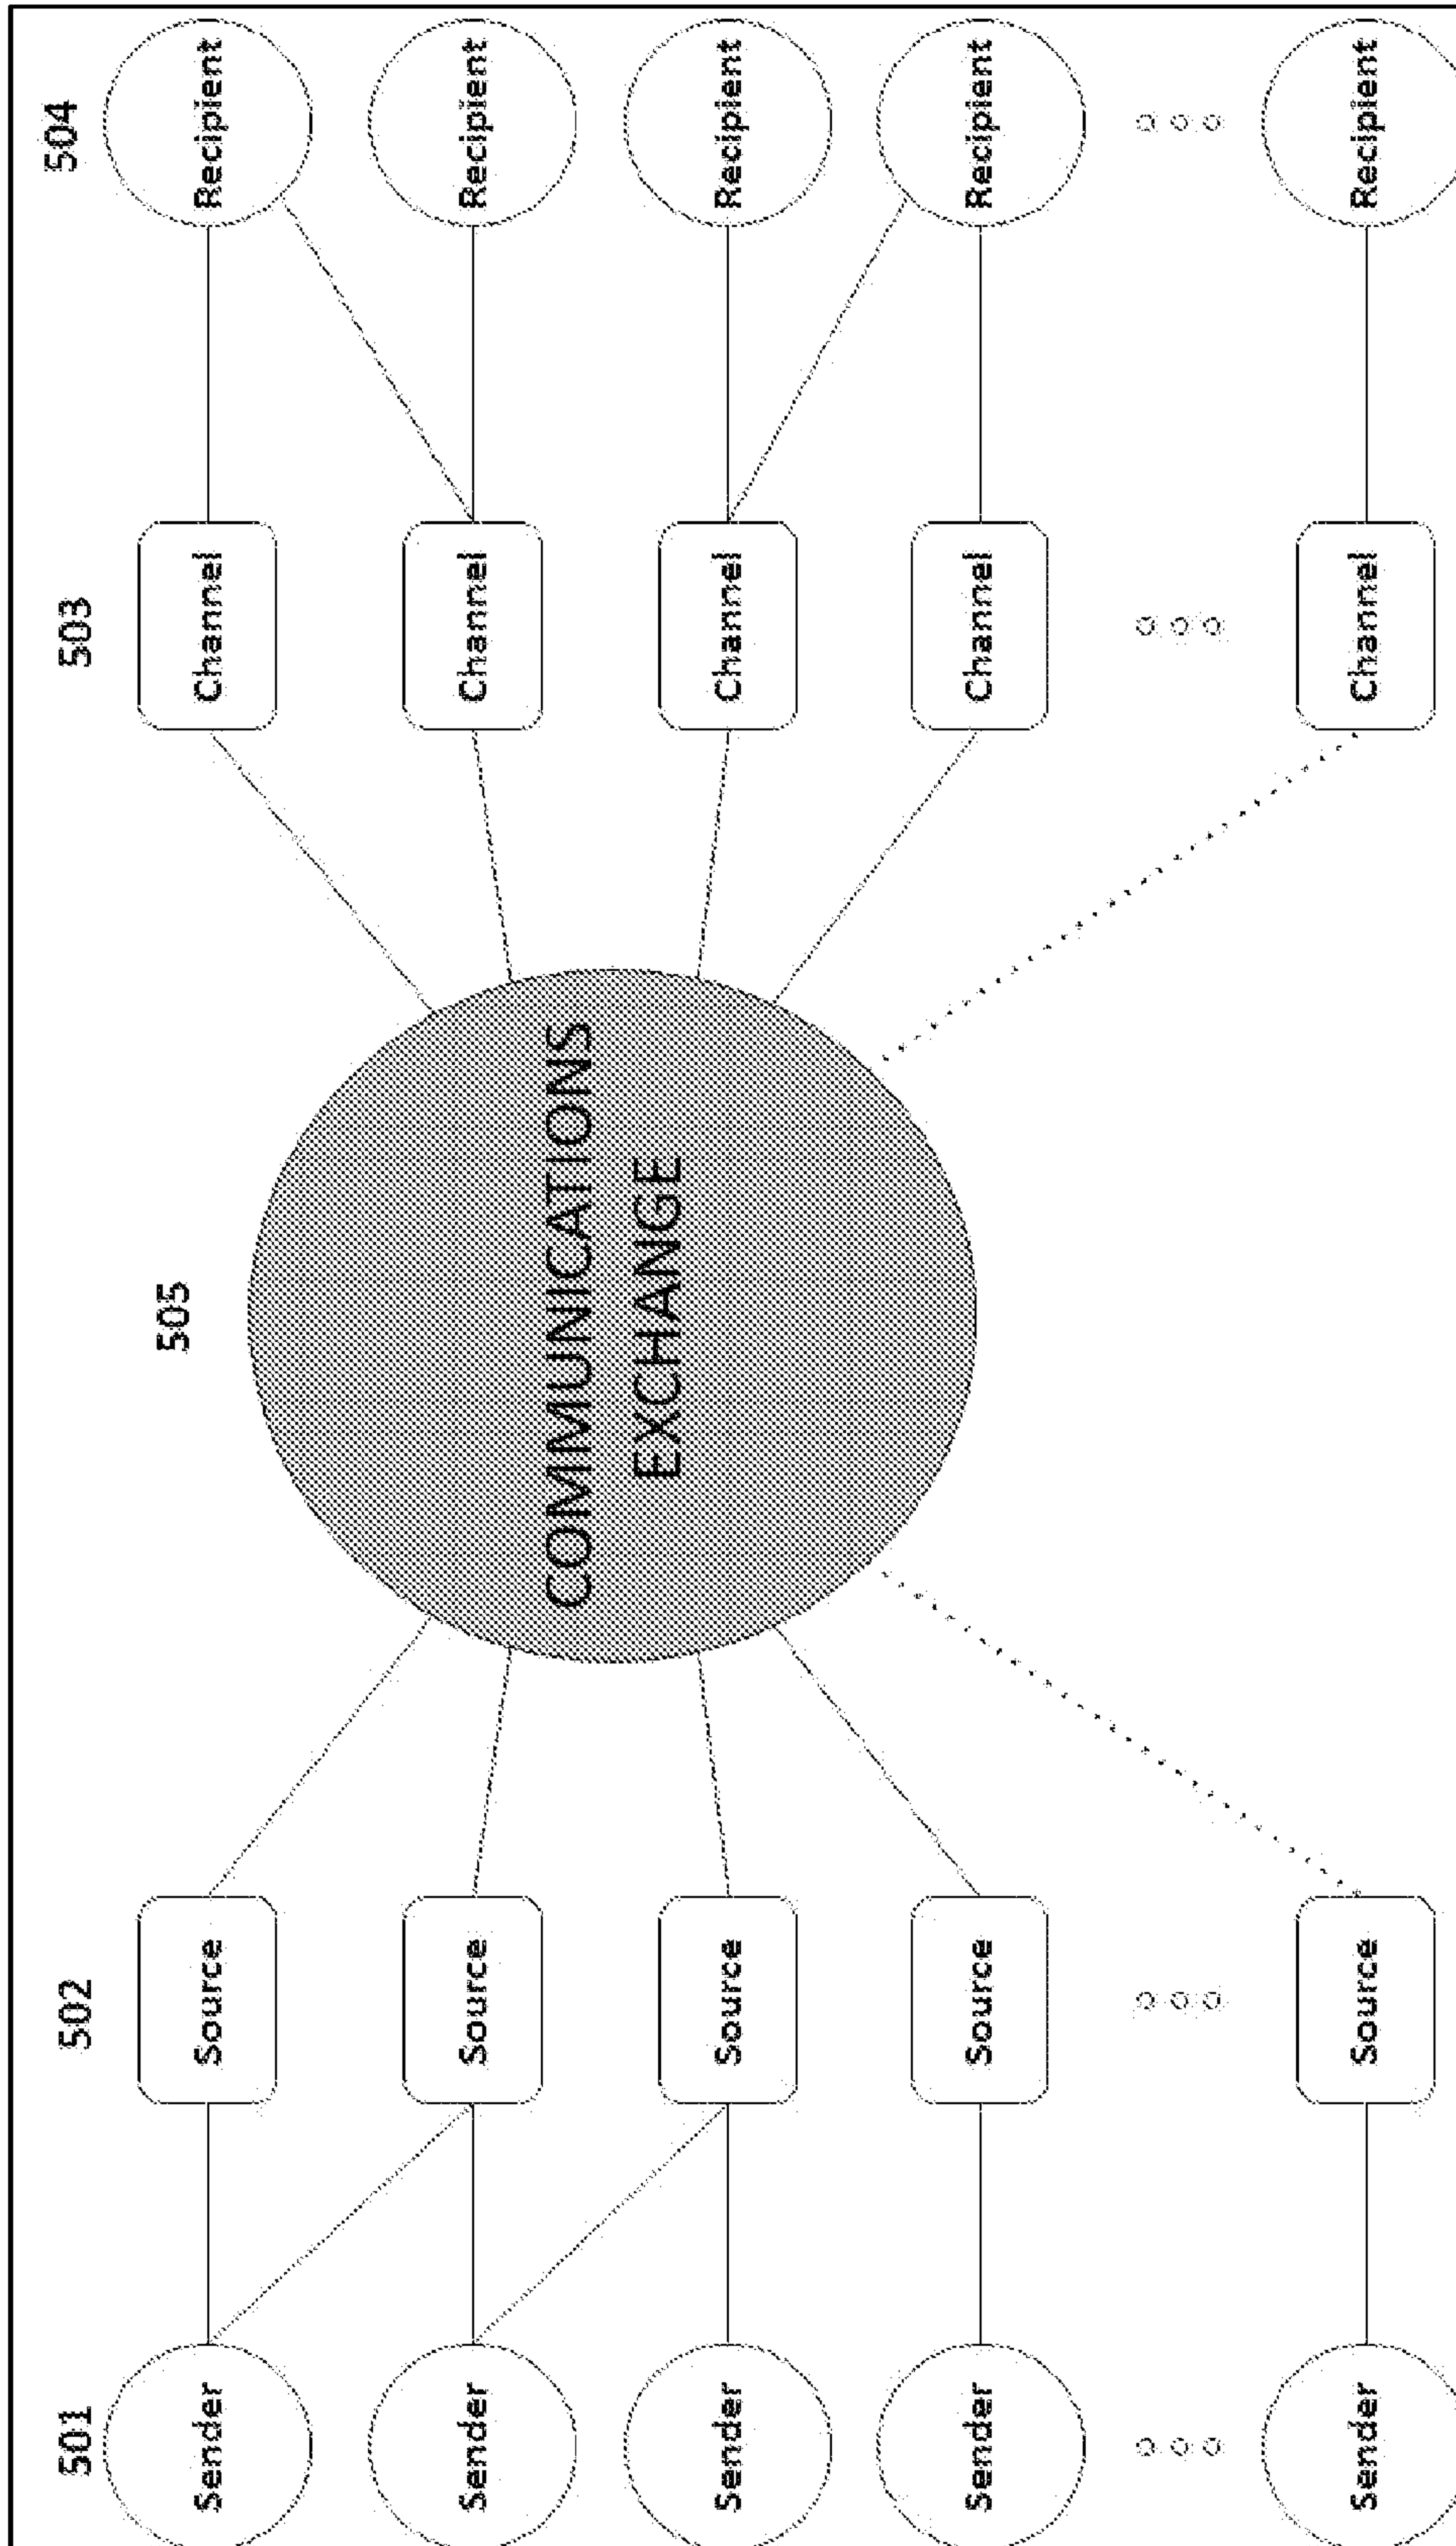 501
502
505
503
504
Sender
Source
Channel
Recipient
Sender
Source
Channel
Recipient
COMMUNICATIONS
EXCHANGE
Sender
Source
Channel
Recipient
Sender
Source
Channel
Recipient
Sender
Source
Channel
Recipient